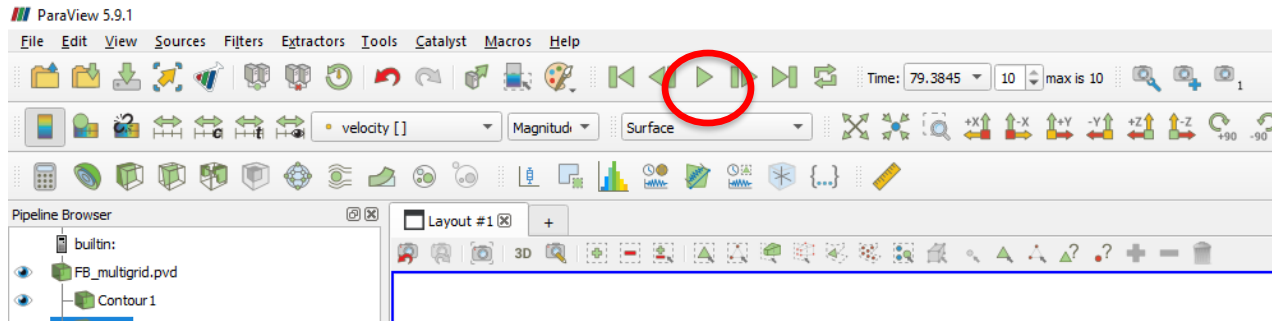 ParaView 5.9.1
File Edit View Sources Filters Extractors Tools Catalyst Macros Help
Time: 79.3845 10 max is 10 1
velocity [] Magnitud Surface +X -X +Y -Y +Z -Z +90 -90
{...}
Pipeline Browser
Layout #1 +
builtin:
3D
FB_multigrid.pvd
Contour1